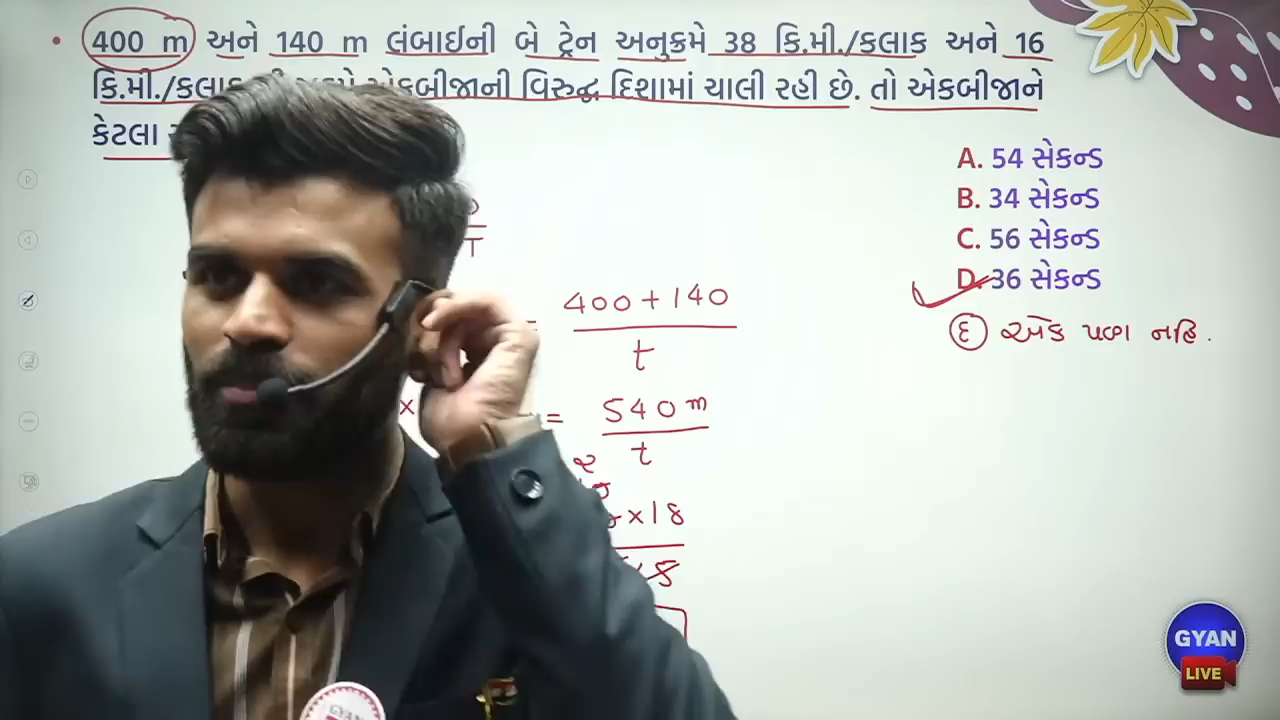 • 400 m અને 140 m લંબાઈની બે ટ્રેન અનુક્રમે 38 કિ.મી./કલાક અને 16
કિ.મી./કલાક એકબીજાની વિરુદ્ધ દિશામાં ચાલી રહી છે. તો એકબીજાને
કેટલા
A. 54 સેકન્ડ
B. 34 સેકન્ડ
C. 56 સેકન્ડ
D. 36 સેકન્ડ
E એક પણ નહિ.
T
= 400 + 140
t
× = 540 m
t
× 18
GYAN
LIVE
GYAN